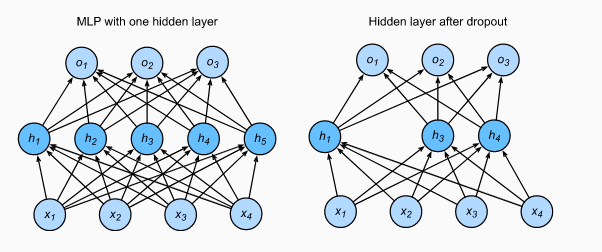 MLP with one hidden layer
Hidden layer after dropout
o1 o2 o3
o1 o2 o3
h1 h2 h3 h4 h5
h1 h3 h4
x1 x2 x3 x4
x1 x2 x3 x4